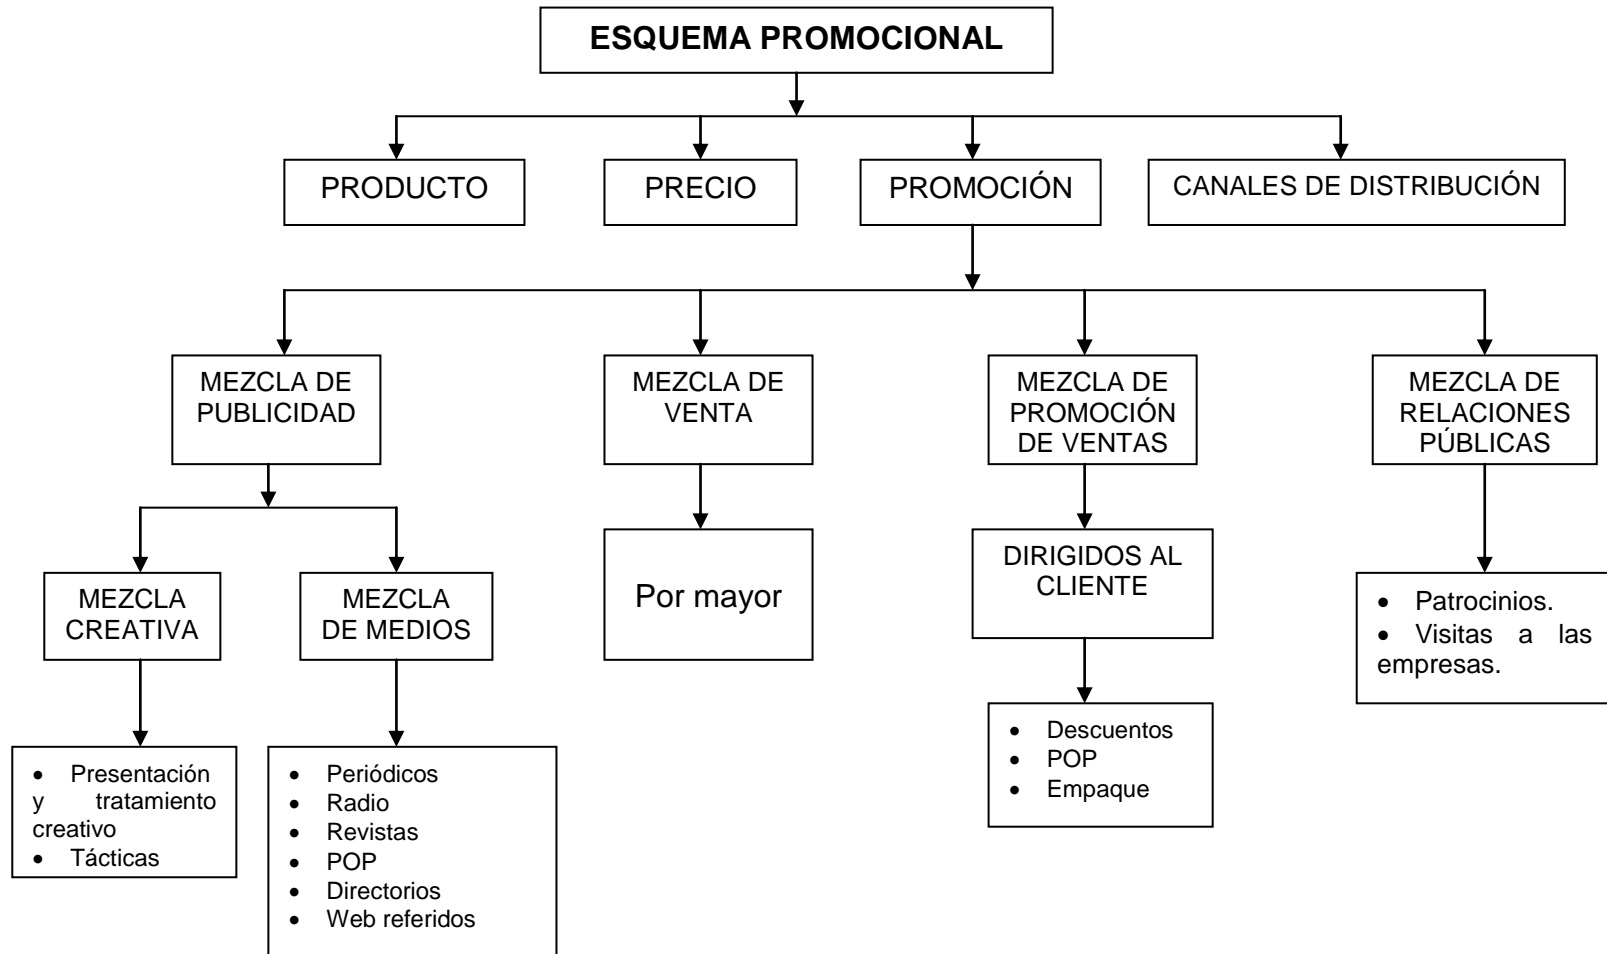 ESQUEMA PROMOCIONAL
PRODUCTO
PRECIO
PROMOCIÓN
CANALES DE DISTRIBUCIÓN
MEZCLA DE
PUBLICIDAD
MEZCLA DE
VENTA
MEZCLA DE
PROMOCIÓN
DE VENTAS
MEZCLA DE
RELACIONES
PÚBLICAS
MEZCLA
CREATIVA
MEZCLA
DE MEDIOS
Por mayor
DIRIGIDOS AL
CLIENTE
• Patrocinios.
• Visitas a las
empresas.
• Presentación
y tratamiento
creativo
• Tácticas
• Periódicos
• Radio
• Revistas
• POP
• Directorios
• Web referidos
• Descuentos
• POP
• Empaque